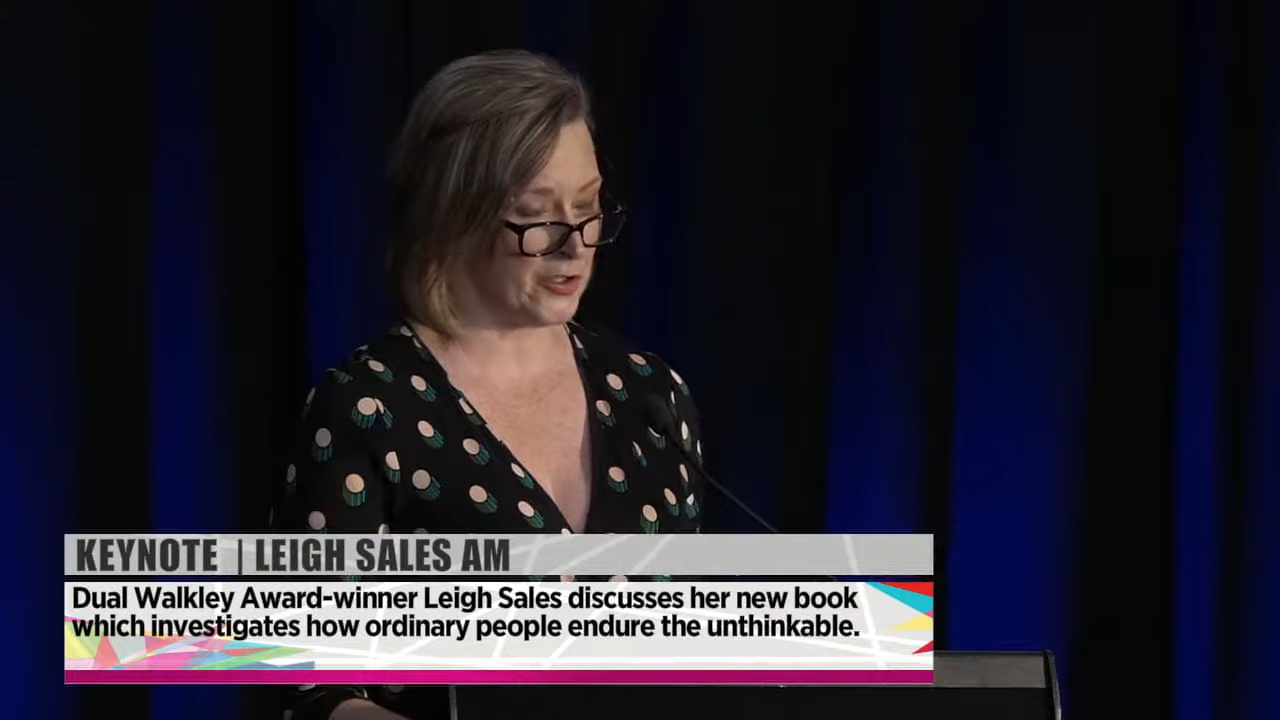 KEYNOTE | LEIGH SALES AM
Dual Walkley Award-winner Leigh Sales discusses her new book
which investigates how ordinary people endure the unthinkable.